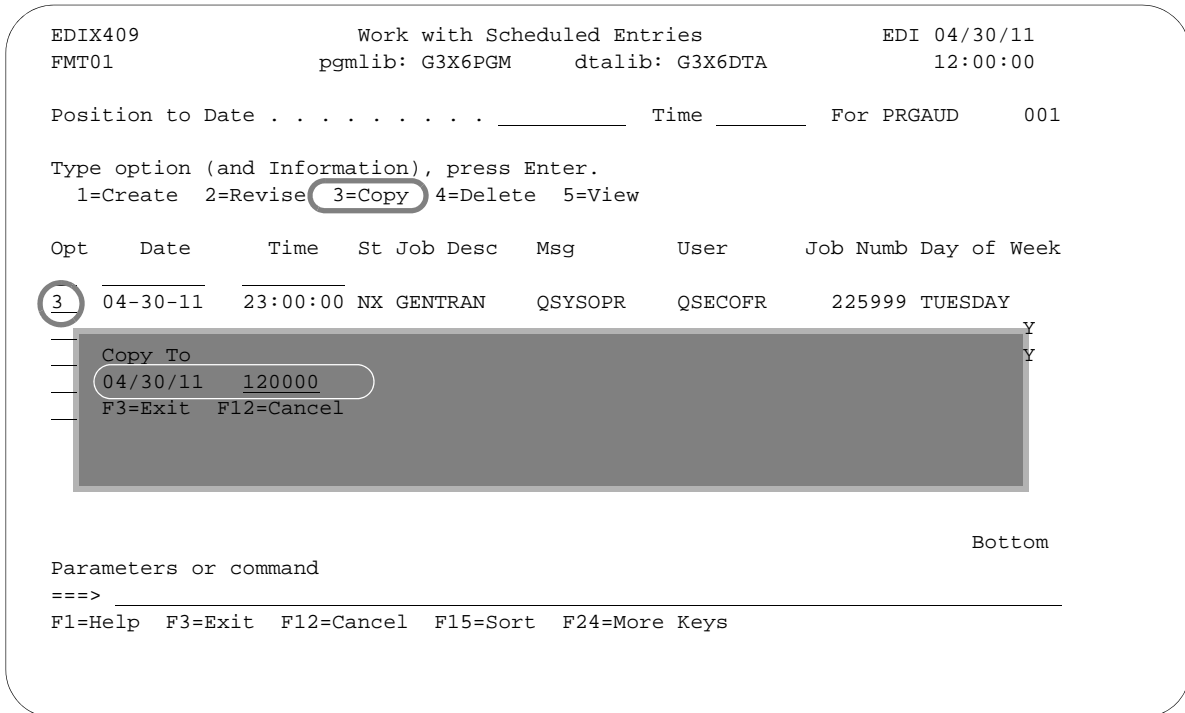 EDIX409 Work with Scheduled Entries EDI 04/30/11
FMT01 pgmlib: G3X6PGM dtalib: G3X6DTA 12:00:00
Position to Date . . . . . . . . . Time For PRGAUD 001
Type option (and Information), press Enter.
1=Create 2=Revise 3=Copy 4=Delete 5=View
Opt Date Time St Job Desc Msg User Job Numb Day of Week
3 04-30-11 23:00:00 NX GENTRAN QSYSOPR QSECOFR 225999 TUESDAY
Y
Copy To Y
04/30/11 120000
F3=Exit F12=Cancel
Bottom
Parameters or command
===>
F1=Help F3=Exit F12=Cancel F15=Sort F24=More Keys